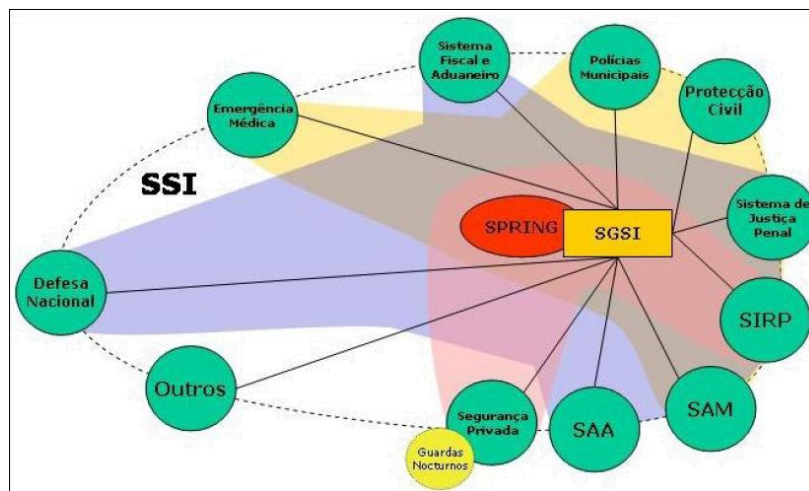 Sistema
Fiscal e
Aduaneiro
Polícias
Municipais
Emergência
Médica
Protecção
Civil
SSI
Sistema de
Justiça
Penal
SPRING
SGSI
Defesa
Nacional
SIRP
Outros
Segurança
Privada
SAA
SAM
Guardas
Nocturnos